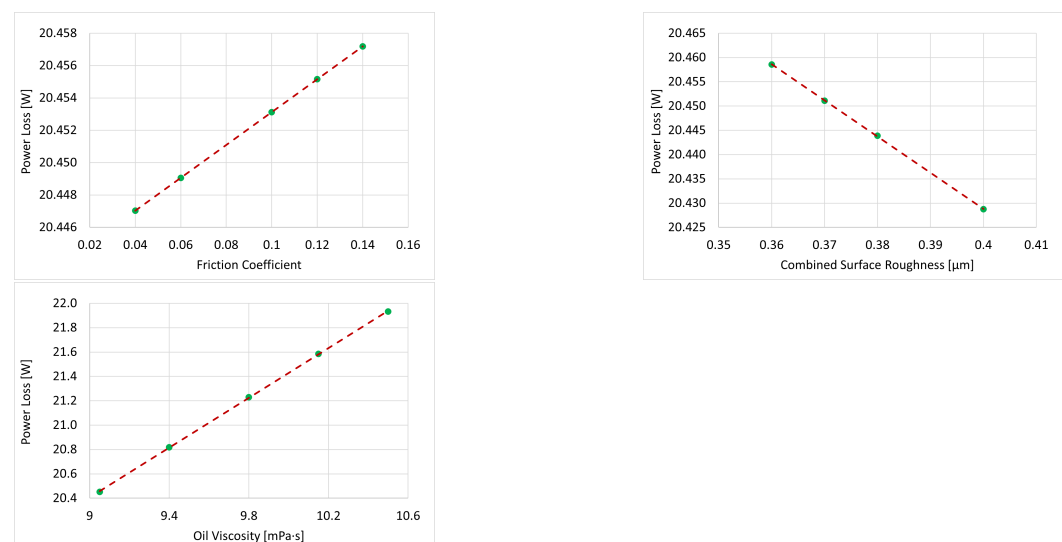 20.458
20.456
20.454
20.452
20.450
20.448
20.446
Power Loss [W]
0.02 0.04 0.06 0.08 0.1 0.12 0.14 0.16
Friction Coefficient
20.465
20.460
20.455
20.450
20.445
20.440
20.435
20.430
20.425
Power Loss [W]
0.35 0.36 0.37 0.38 0.39 0.4 0.41
Combined Surface Roughness [μm]
22.0
21.8
21.6
21.4
21.2
21.0
20.8
20.6
20.4
Power Loss [W]
9 9.4 9.8 10.2 10.6
Oil Viscosity [mPa·s]